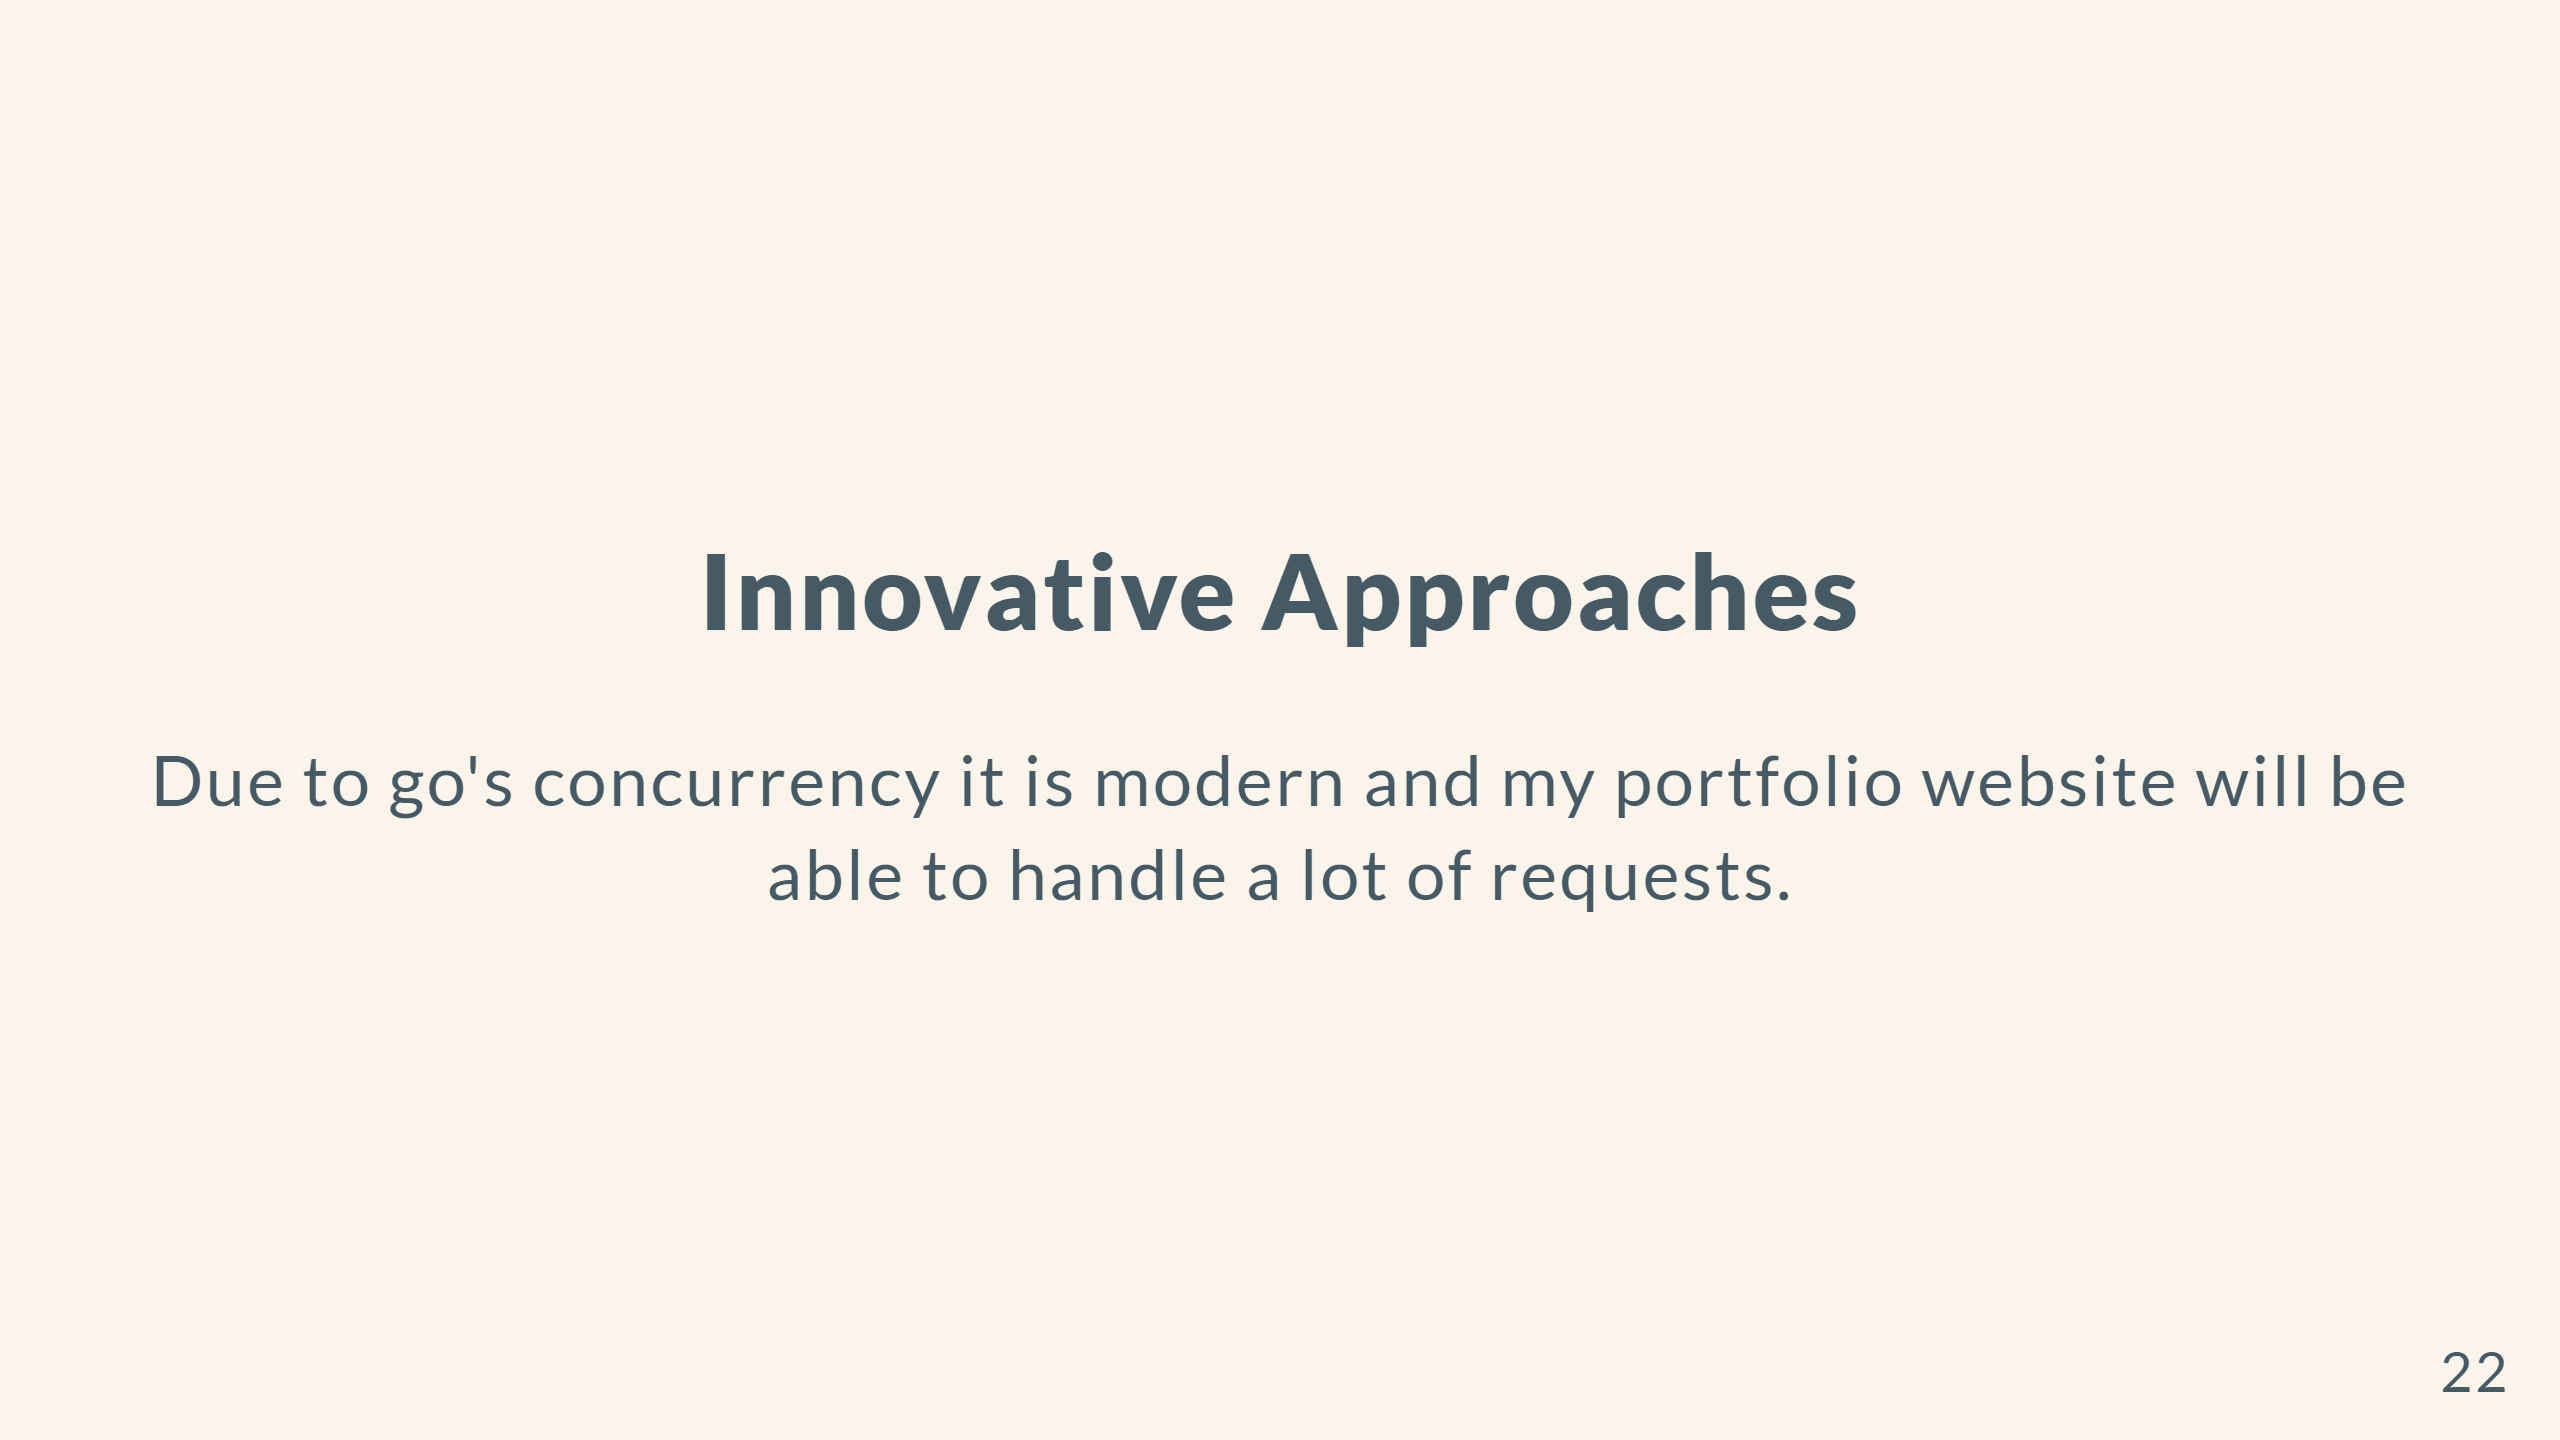 Innovative Approaches
Due to go's concurrency it is modern and my portfolio website will be
able to handle a lot of requests.
22